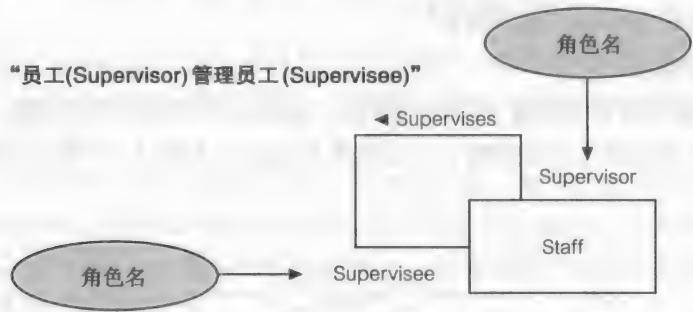 角色名
“员工(Supervisor)管理员工(Supervisee)”
◄ Supervises
Supervisor
Staff
Supervisee
角色名